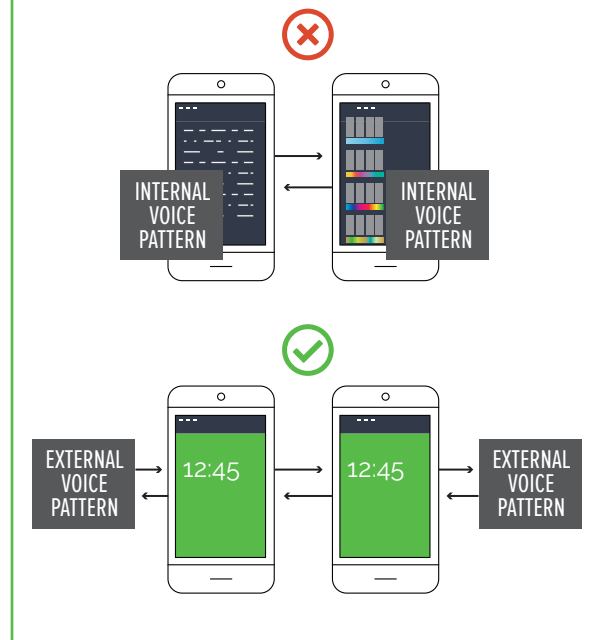 INTERNAL
VOICE
PATTERN
INTERNAL
VOICE
PATTERN
EXTERNAL
VOICE
PATTERN
12:45
12:45
EXTERNAL
VOICE
PATTERN